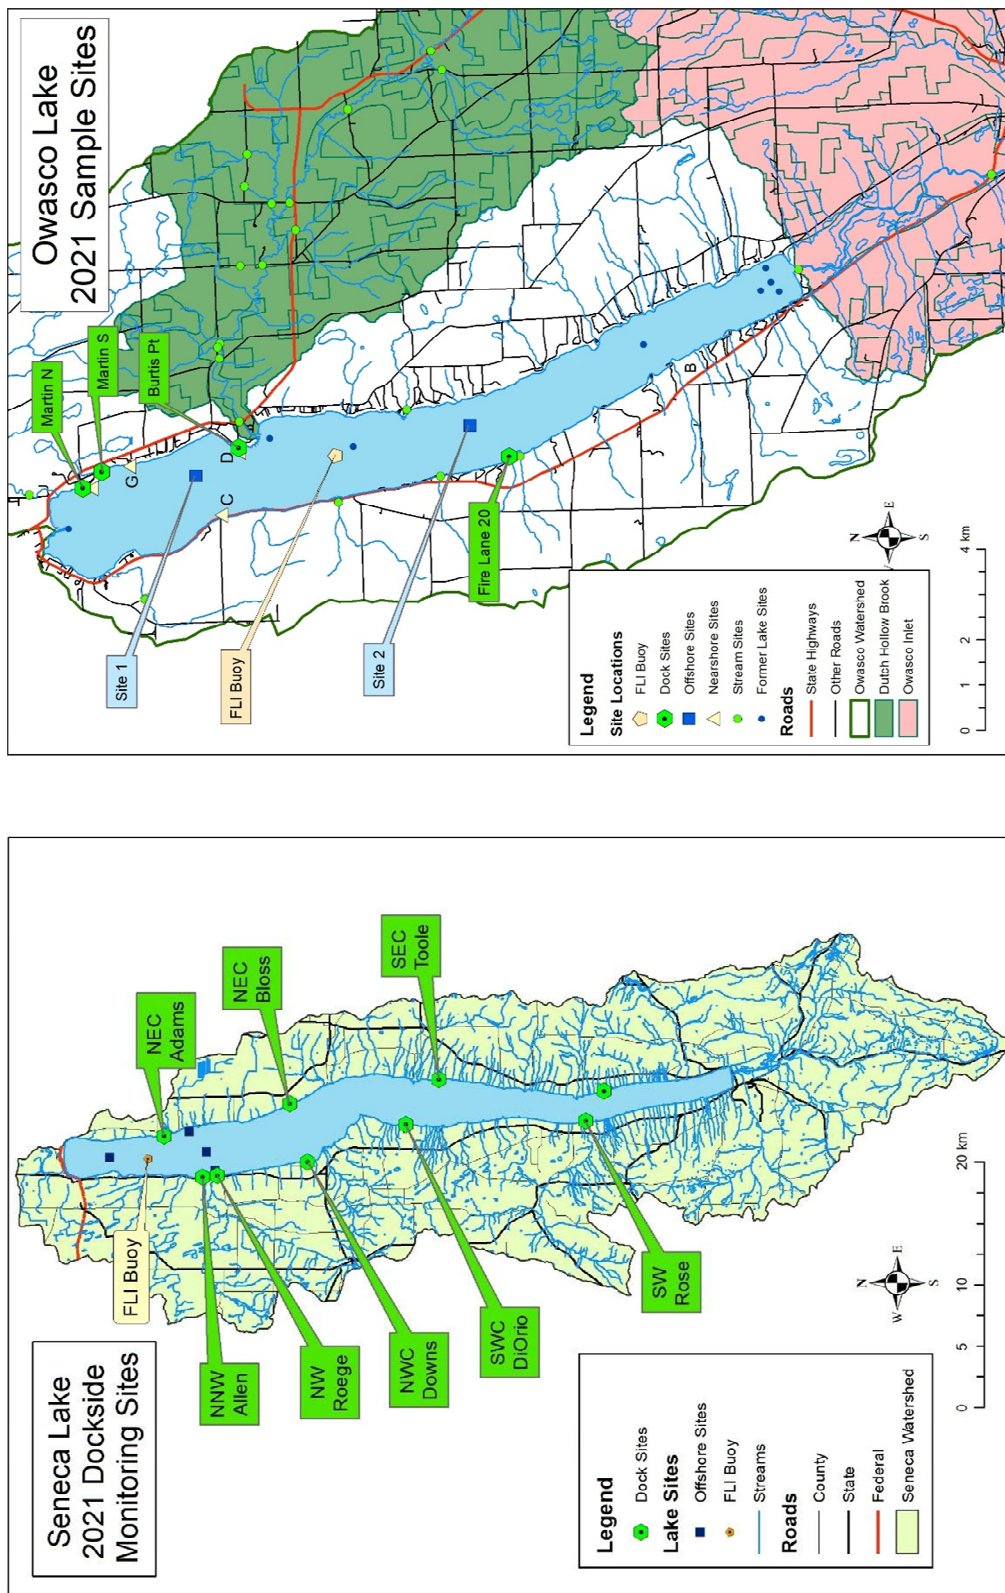 Seneca Lake
2021 Dockside
Monitoring Sites
NEC
Adams
NEC
Bloss
SEC
Toole
FLI Buoy
NNW
Allen
NW
Roege
NWC
Downs
SWC
DiOrio
SW
Rose
Legend
Dock Sites
Lake Sites
Offshore Sites
FLI Buoy
Streams
Roads
County
State
Federal
Seneca Watershed
N
W
E
S
0
5
10
20 km
Owasco Lake
2021 Sample Sites
Martin N
Martin S
Burtis Pt
Site 1
FLI Buoy
Site 2
Fire Lane 20
G
D
C
B
Legend
Site Locations
FLI Buoy
Dock Sites
Offshore Sites
Nearshore Sites
Stream Sites
Former Lake Sites
Roads
State Highways
Other Roads
Owasco Watershed
Dutch Hollow Brook
Owasco Inlet
N
E
S
0
1
2
4 km